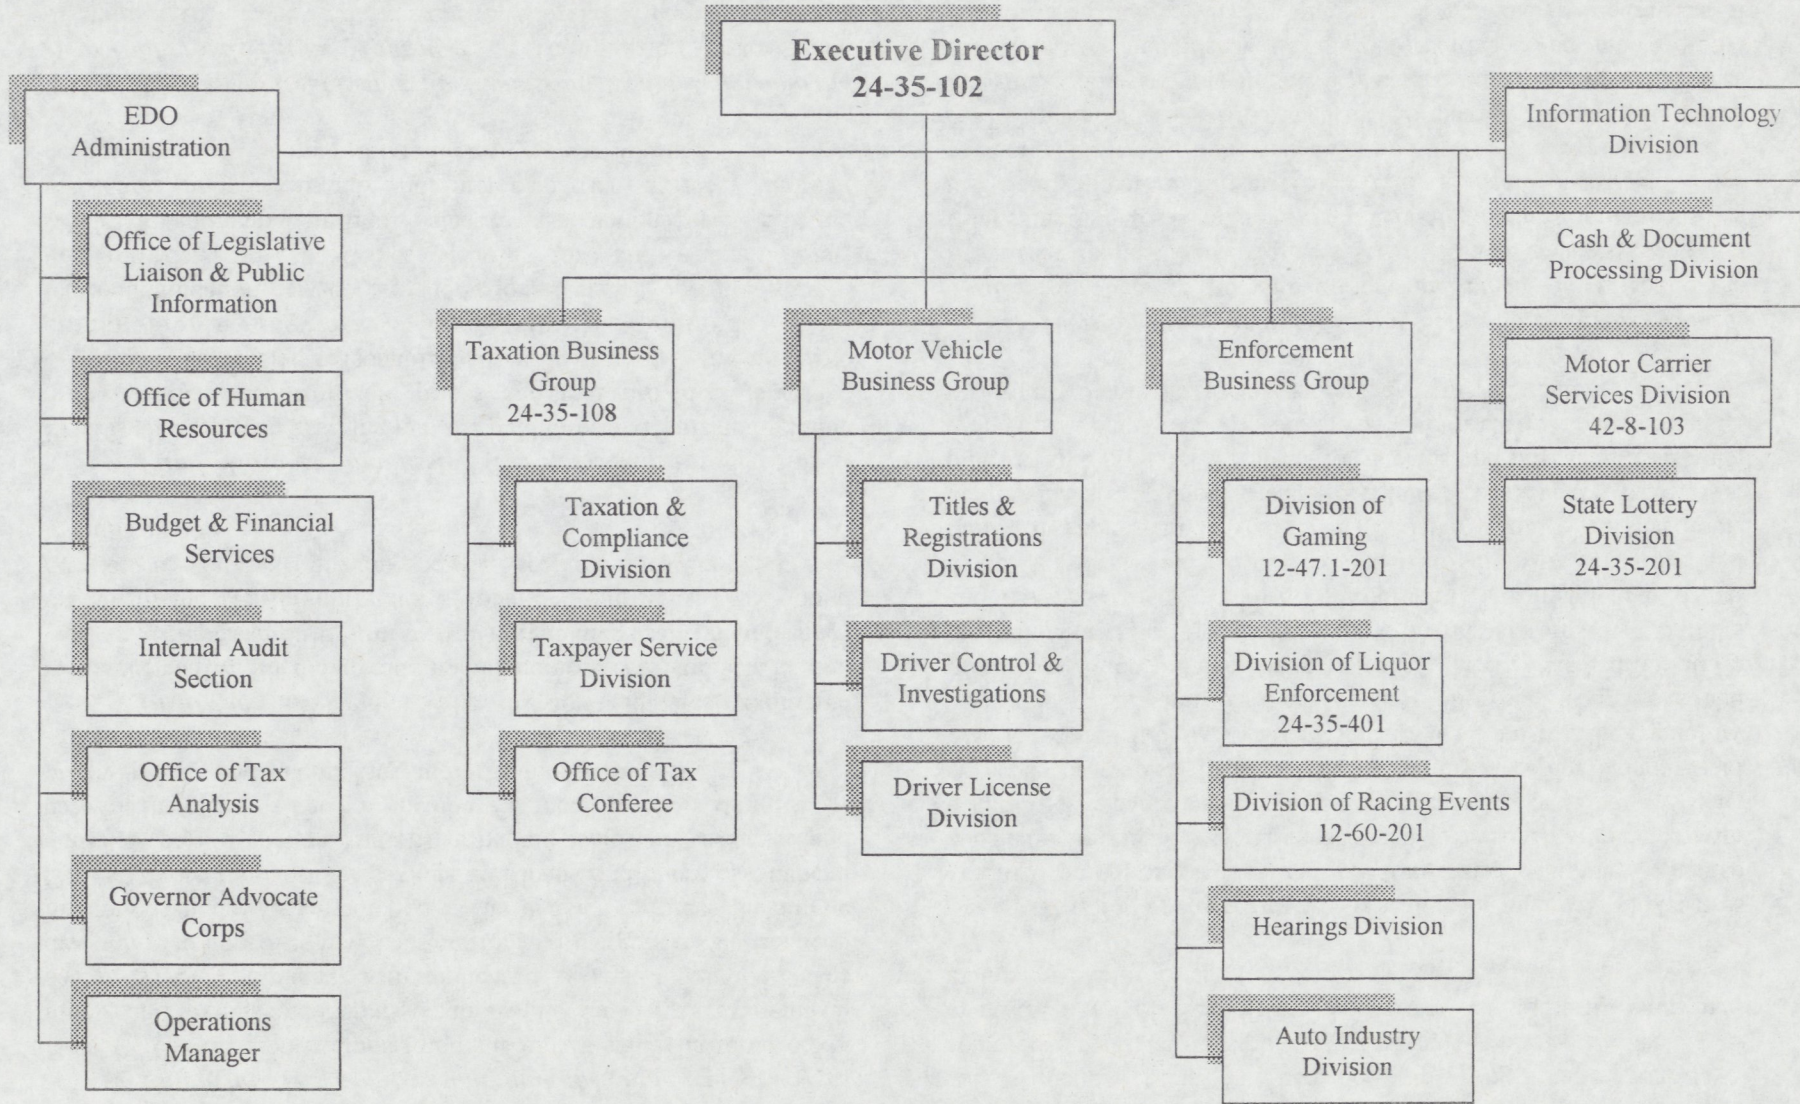 Executive Director
24-35-102
EDO
Administration
Office of Legislative
Liaison & Public
Information
Office of Human
Resources
Budget & Financial
Services
Internal Audit
Section
Office of Tax
Analysis
Governor Advocate
Corps
Operations
Manager
Taxation Business
Group
24-35-108
Taxation &
Compliance
Division
Taxpayer Service
Division
Office of Tax
Conferee
Motor Vehicle
Business Group
Titles &
Registrations
Division
Driver Control &
Investigations
Driver License
Division
Enforcement
Business Group
Division of
Gaming
12-47.1-201
Division of Liquor
Enforcement
24-35-401
Division of Racing Events
12-60-201
Hearings Division
Auto Industry
Division
Information Technology
Division
Cash & Document
Processing Division
Motor Carrier
Services Division
42-8-103
State Lottery
Division
24-35-201